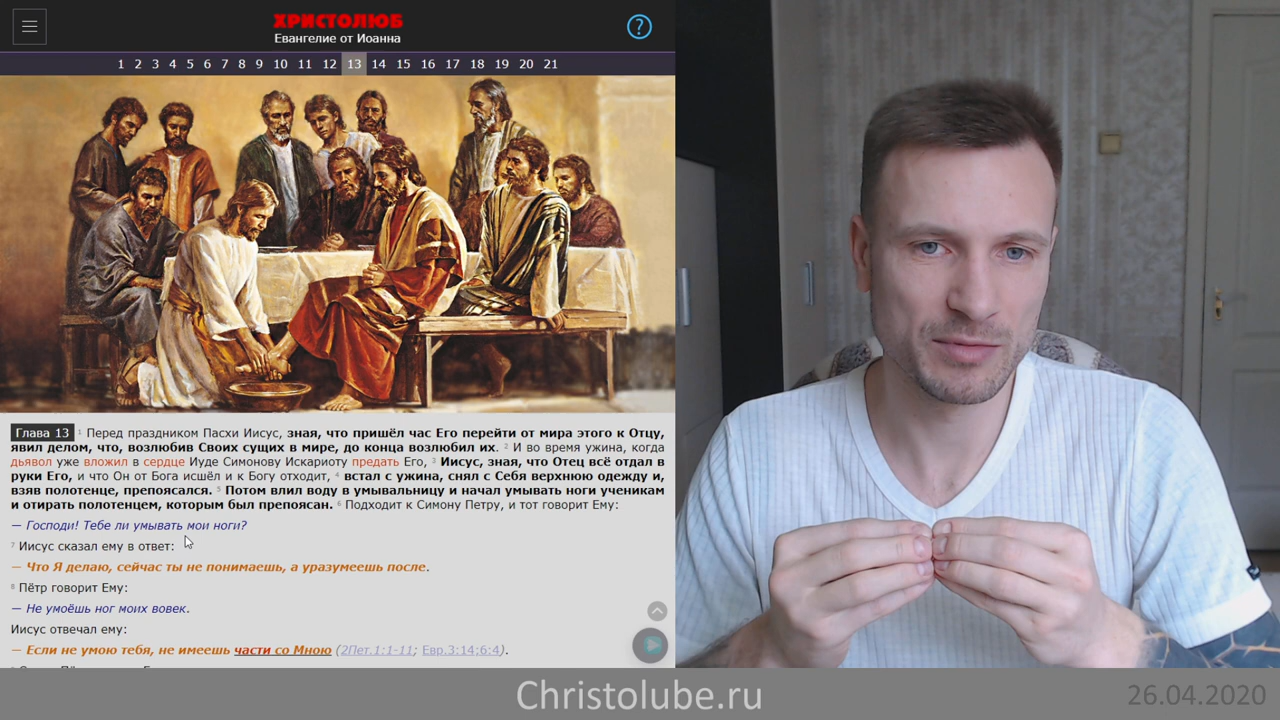 ХРИСТОЛЮБ
Евангелие от Иоанна
?
1 2 3 4 5 6 7 8 9 10 11 12 13 14 15 16 17 18 19 20 21
Глава 13 1 Перед праздником Пасхи Иисус, зная, что пришёл час Его перейти от мира этого к Отцу,
явил делом, что, возлюбив Своих сущих в мире, до конца возлюбил их. 2 И во время ужина, когда
дьявол уже вложил в сердце Иуде Симонову Искариоту предать Его, 3 Иисус, зная, что Отец всё отдал в
руки Его, и что Он от Бога исшёл и к Богу отходит, 4 встал с ужина, снял с Себя верхнюю одежду и,
взяв полотенце, препоясался. 5 Потом влил воду в умывальницу и начал умывать ноги ученикам
и отирать полотенцем, которым был препоясан. 6 Подходит к Симону Петру, и тот говорит Ему:
— Господи! Тебе ли умывать мои ноги?
7 Иисус сказал ему в ответ:
— Что Я делаю, сейчас ты не понимаешь, а уразумеешь после.
8 Пётр говорит Ему:
— Не умоёшь ног моих вовек.
Иисус отвечал ему:
— Если не умою тебя, не имеешь части со Мною (2Пет.1:1-11; Евр.3:14;6:4).
Christolube.ru
26.04.2020